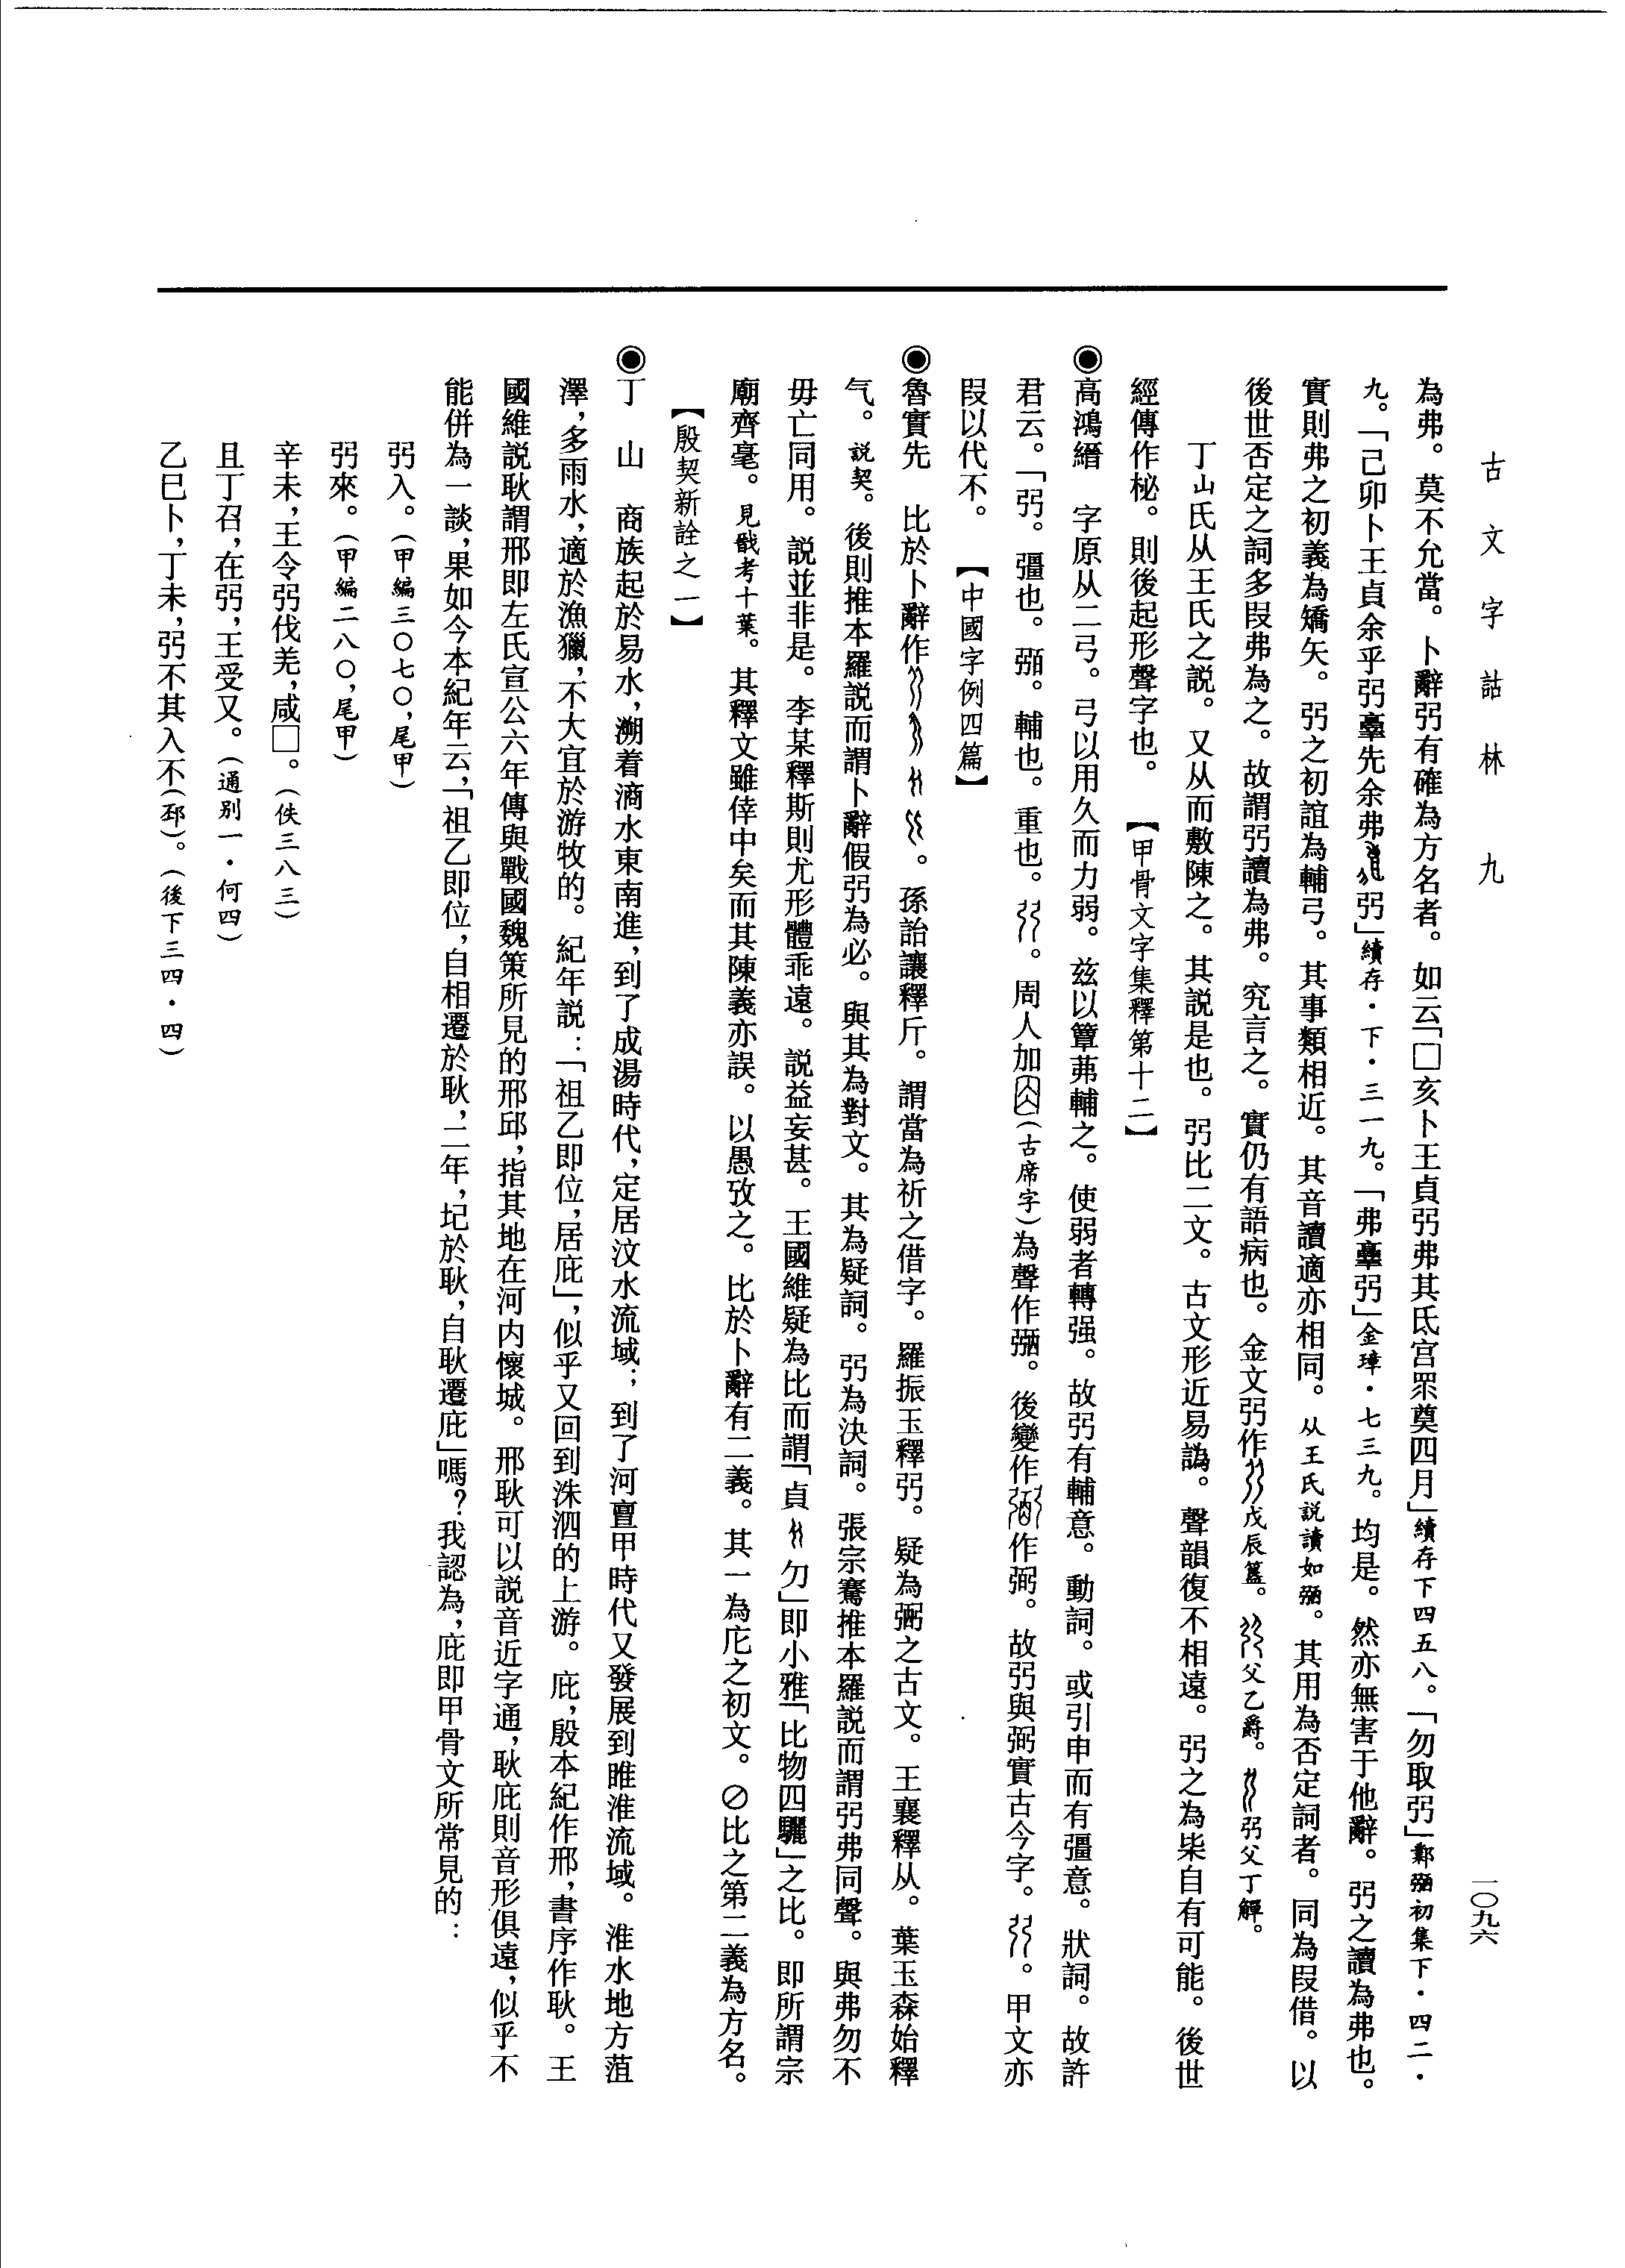 古文字詁林 九
一〇九六
為弗。莫不允當。卜辭弜有確為方名者。如云「□亥卜王貞弜弗其氐宫眔奠四月」續存下四五八。「勿取弜」鄴㢸初集下·四二·
九。「己卯卜王貞余乎弜先余弗弜」續存·下·三一九。「弗弜」金璋·七三九。均是。然亦無害于他辭。弜之讀為弗也。
實則弗之初義為矯矢。弜之初誼為輔弓。其事類相近。其音讀適亦相同。从王氏説讀如弼。其用為否定詞者。同為叚借。以
後世否定之詞多叚弗為之。故謂弜讀為弗。究言之。實仍有語病也。金文弜作戊辰簋。父乙爵。弜父丁觶。
丁山氏从王氏之説。又从而敷陳之。其説是也。弜比二文。古文形近易譌。聲韻復不相遠。弜之為柴自有可能。後世
經傳作柲。則後起形聲字也。 【甲骨文字集釋第十二】
◉高鴻縉 字原从二弓。弓以用久而力弱。兹以簟茀輔之。使弱者轉强。故弜有輔意。動詞。或引申而有彊意。狀詞。故許
君云。「弜。彊也。弼。輔也。重也。。周人加(古席字)為聲作弼。後變作作弼。故弜與弼實古今字。。甲文亦
叚以代不。 【中國字例四篇】
◉魯實先 比於卜辭作。孫詒讓釋斤。謂當為祈之借字。羅振玉釋弜。疑為弼之古文。王襄釋从。葉玉森始釋
气。説契。後則推本羅説而謂卜辭假弜為必。與其為對文。其為疑詞。弜為決詞。張宗騫推本羅説而謂弜弗同聲。與弗勿不
毋亡同用。説並非是。李某釋斯則尤形體乖遠。説益妄甚。王國維疑為比而謂「貞勿」即小雅「比物四驪」之比。即所謂宗
廟齊毫。見戩考十葉。其釋文雖倖中矣而其陳義亦誤。以愚攷之。比於卜辭有二義。其一為庀之初文。⊘比之第二義為方名。
【殷契新詮之一】
◉丁 山 商族起於易水,溯着滴水東南進,到了成湯時代,定居汶水流域;到了河亶甲時代又發展到睢淮流域。淮水地方菹
澤,多雨水,適於漁獵,不大宜於游牧的。紀年説:「祖乙即位,居庇」,似乎又回到洙泗的上游。庇,殷本紀作邢,書序作耿。王
國維説耿謂邢即左氏宣公六年傳與戰國魏策所見的邢邱,指其地在河内懷城。邢耿可以説音近字通,耿庇則音形俱遠,似乎不
能併為一談,果如今本紀年云,「祖乙即位,自相遷於耿,二年,圮於耿,自耿遷庇」嗎?我認為,庇即甲骨文所常見的:
弜入。(甲編三〇七〇,尾甲)
弜來。(甲編二八〇,尾甲)
辛未,王令弜伐羌,咸□。(佚三八三)
且丁召,在弜,王受又。(通别一·何四)
乙巳卜,丁未,弜不其入不(邳)。(後下三四·四)